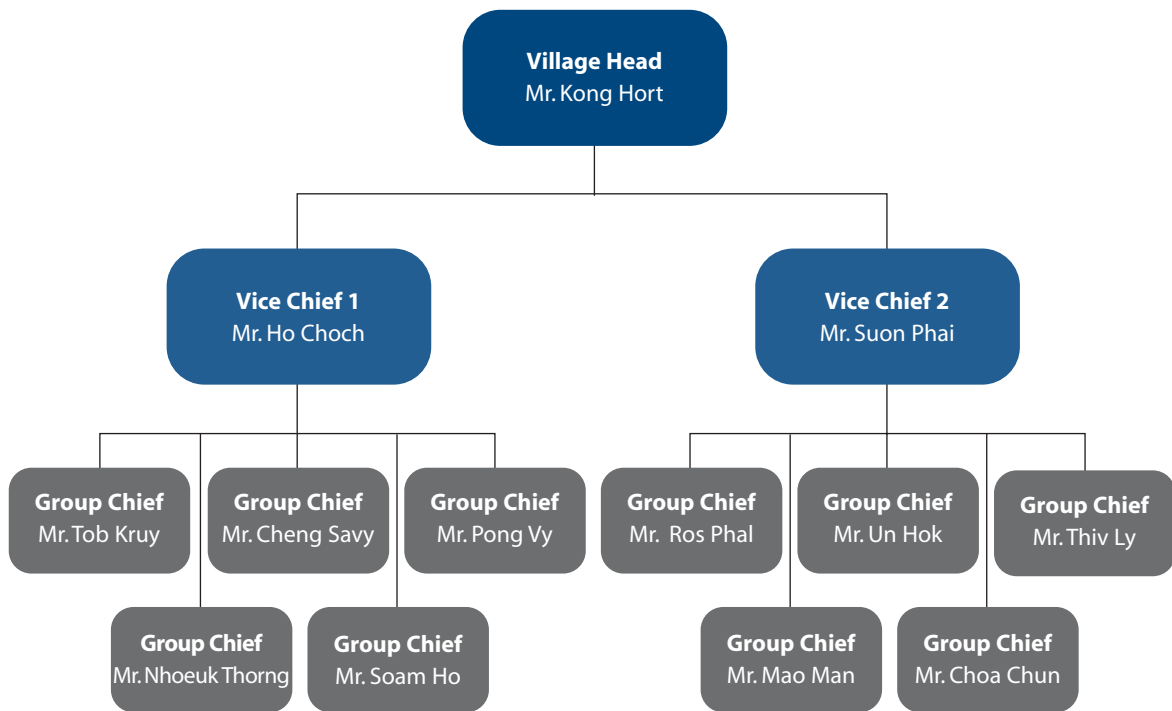 Village Head
Mr. Kong Hort
Vice Chief 1
Mr. Ho Choch
Vice Chief 2
Mr. Suon Phai
Group Chief
Mr. Tob Kruy
Group Chief
Mr. Cheng Savy
Group Chief
Mr. Pong Vy
Group Chief
Mr. Ros Phal
Group Chief
Mr. Un Hok
Group Chief
Mr. Thiv Ly
Group Chief
Mr. Nhoeuk Thorng
Group Chief
Mr. Soam Ho
Group Chief
Mr. Mao Man
Group Chief
Mr. Choa Chun